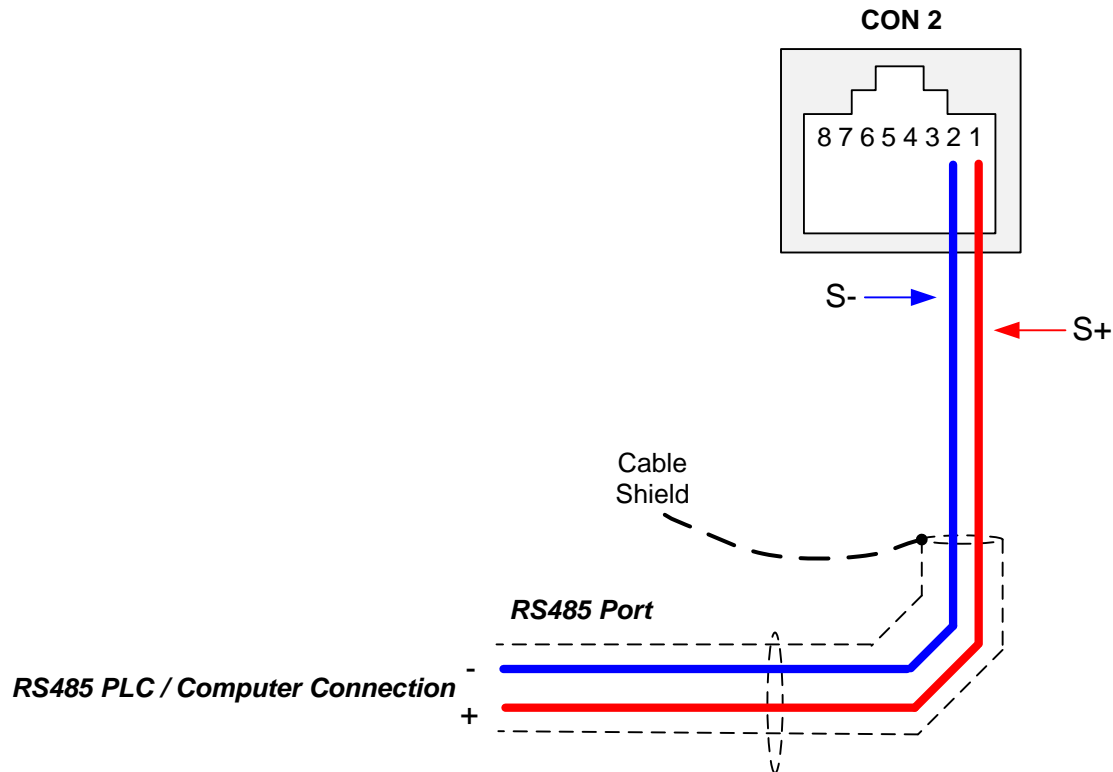 CON 2
8 7 6 5 4 3 2 1
S-
S+
Cable
Shield
RS485 Port
-
RS485 PLC / Computer Connection
+